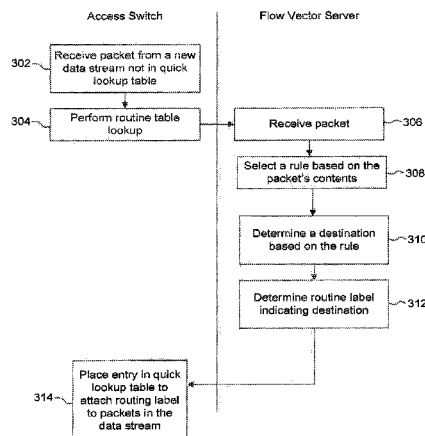 Access Switch
Flow Vector Server
302
Receive packet from a new
data stream not in quick
lookup table
304
Perform routine table
lookup
Receive packet
306
Select a rule based on the
packet's contents
308
Determine a destination
based on the rule
310
Determine routine label
indicating destination
312
314
Place entry in quick
lookup table to
attach routing label
to packets in the
data stream